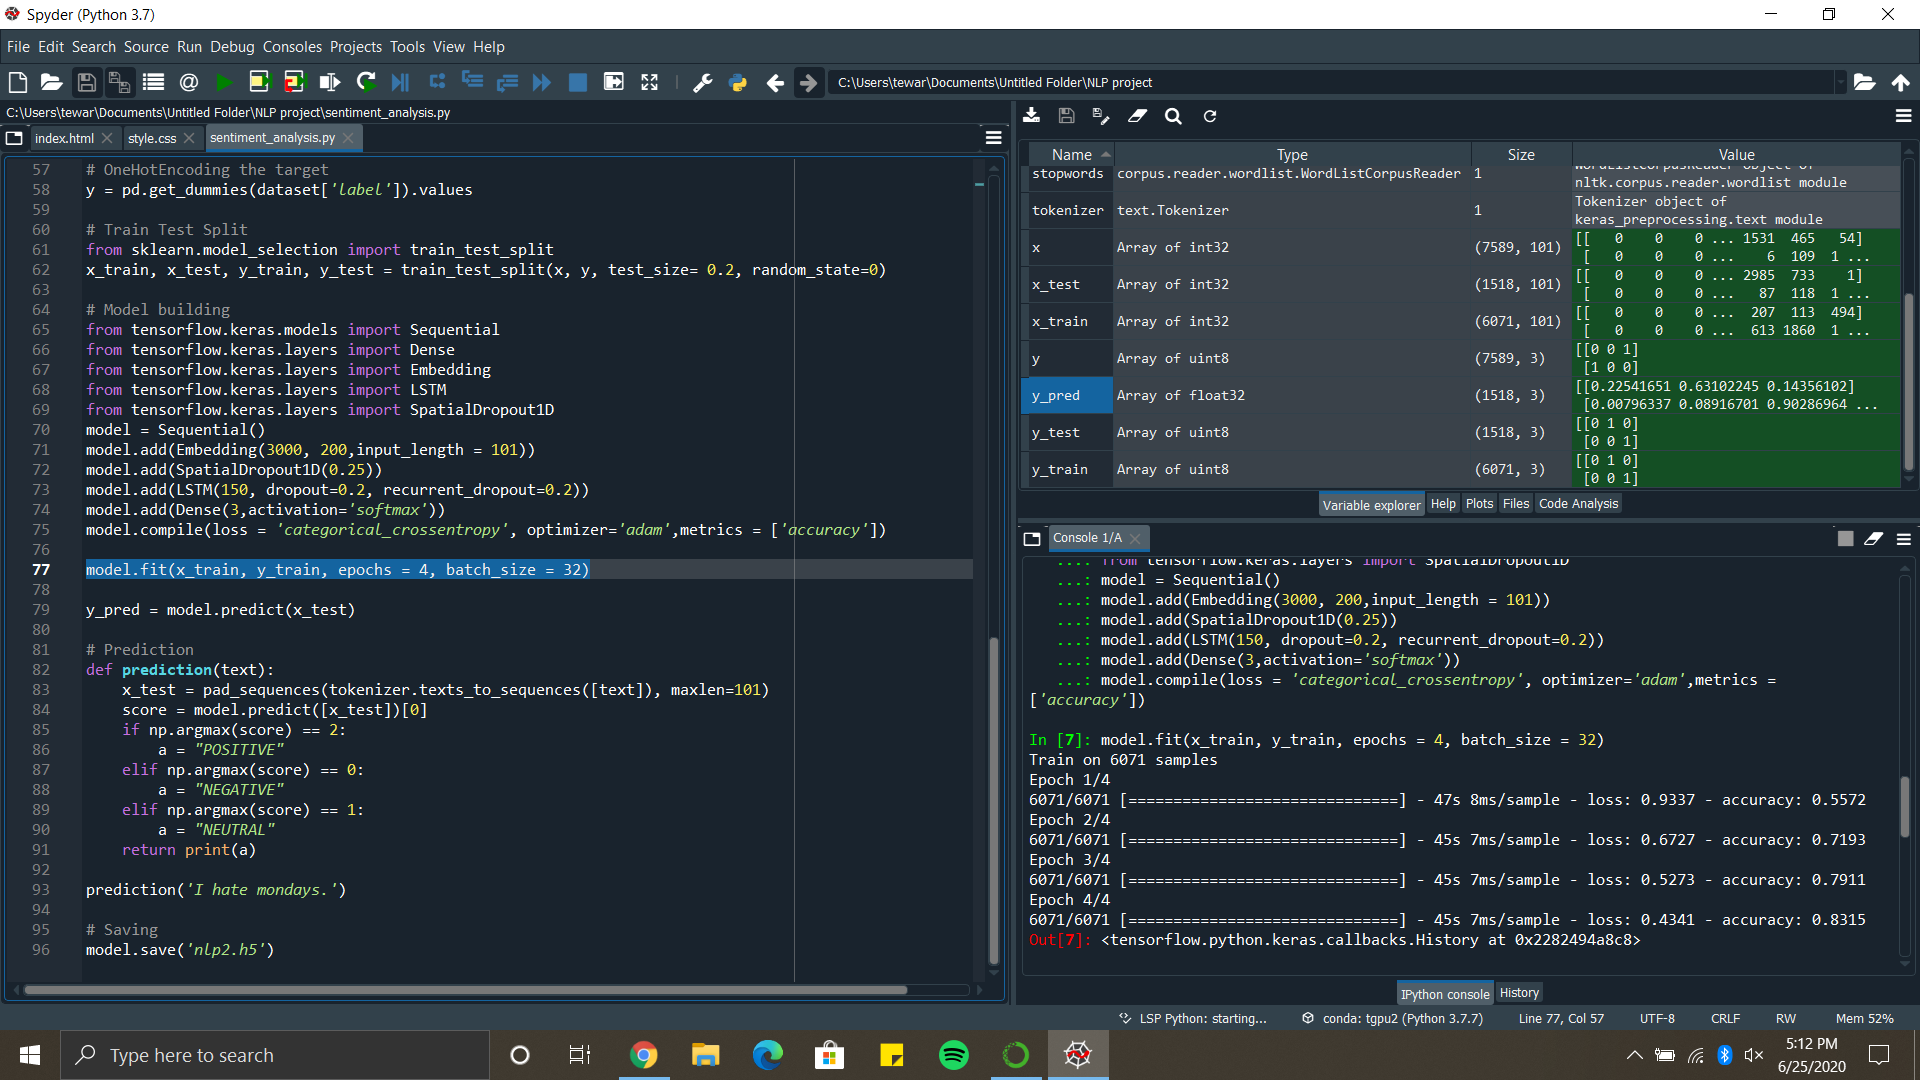 Spyder (Python 3.7)
File Edit Search Source Run Debug Consoles Projects Tools View Help
C:\Users\tewar\Documents\Untitled Folder\NLP project
C:\Users\tewar\Documents\Untitled Folder\NLP project\sentiment_analysis.py
index.html
style.css
sentiment_analysis.py
57 # OneHotEncoding the target
58 y = pd.get_dummies(dataset['label']).values
59
60 # Train Test Split
61 from sklearn.model_selection import train_test_split
62 x_train, x_test, y_train, y_test = train_test_split(x, y, test_size= 0.2, random_state=0)
63
64 # Model building
65 from tensorflow.keras.models import Sequential
66 from tensorflow.keras.layers import Dense
67 from tensorflow.keras.layers import Embedding
68 from tensorflow.keras.layers import LSTM
69 from tensorflow.keras.layers import SpatialDropout1D
70 model = Sequential()
71 model.add(Embedding(3000, 200,input_length = 101))
72 model.add(SpatialDropout1D(0.25))
73 model.add(LSTM(150, dropout=0.2, recurrent_dropout=0.2))
74 model.add(Dense(3,activation='softmax'))
75 model.compile(loss = 'categorical_crossentropy', optimizer='adam',metrics = ['accuracy'])
76
77 model.fit(x_train, y_train, epochs = 4, batch_size = 32)
78
79 y_pred = model.predict(x_test)
80
81 # Prediction
82 def prediction(text):
83 x_test = pad_sequences(tokenizer.texts_to_sequences([text]), maxlen=101)
84 score = model.predict([x_test])[0]
85 if np.argmax(score) == 2:
86 a = "POSITIVE"
87 elif np.argmax(score) == 0:
88 a = "NEGATIVE"
89 elif np.argmax(score) == 1:
90 a = "NEUTRAL"
91 return print(a)
92
93 prediction('I hate mondays.')
94
95 # Saving
96 model.save('nlp2.h5')
Name Type Size Value
stopwords corpus.reader.wordlist.WordListCorpusReader 1 WordListCorpusReader object of
nltk.corpus.reader.wordlist module
tokenizer text.Tokenizer 1 Tokenizer object of
keras_preprocessing.text module
x Array of int32 (7589, 101) [[ 0 0 0 ... 1531 465 54]
[ 0 0 0 ... 6 109 1 ...
x_test Array of int32 (1518, 101) [[ 0 0 0 ... 2985 733 1]
[ 0 0 0 ... 87 118 1 ...
x_train Array of int32 (6071, 101) [[ 0 0 0 ... 207 113 494]
[ 0 0 0 ... 613 1860 1 ...
y Array of uint8 (7589, 3) [[0 0 1]
[1 0 0]
y_pred Array of float32 (1518, 3) [[0.22541651 0.63102245 0.14356102]
[0.00796337 0.08916701 0.90286964 ...
y_test Array of uint8 (1518, 3) [[0 1 0]
[0 0 1]
y_train Array of uint8 (6071, 3) [[0 1 0]
[0 0 1]
Variable explorer Help Plots Files Code Analysis
Console 1/A
...: from tensorflow.keras.layers import SpatialDropout1D
...: model = Sequential()
...: model.add(Embedding(3000, 200,input_length = 101))
...: model.add(SpatialDropout1D(0.25))
...: model.add(LSTM(150, dropout=0.2, recurrent_dropout=0.2))
...: model.add(Dense(3,activation='softmax'))
...: model.compile(loss = 'categorical_crossentropy', optimizer='adam',metrics =
['accuracy'])
In [7]: model.fit(x_train, y_train, epochs = 4, batch_size = 32)
Train on 6071 samples
Epoch 1/4
6071/6071 [==============================] - 47s 8ms/sample - loss: 0.9337 - accuracy: 0.5572
Epoch 2/4
6071/6071 [==============================] - 45s 7ms/sample - loss: 0.6727 - accuracy: 0.7193
Epoch 3/4
6071/6071 [==============================] - 45s 7ms/sample - loss: 0.5273 - accuracy: 0.7911
Epoch 4/4
6071/6071 [==============================] - 45s 7ms/sample - loss: 0.4341 - accuracy: 0.8315
Out[7]: <tensorflow.python.keras.callbacks.History at 0x2282494a8c8>
IPython console History
LSP Python: starting... conda: tgpu2 (Python 3.7.7) Line 77, Col 57 UTF-8 CRLF RW Mem 52%
Type here to search
5:12 PM
6/25/2020